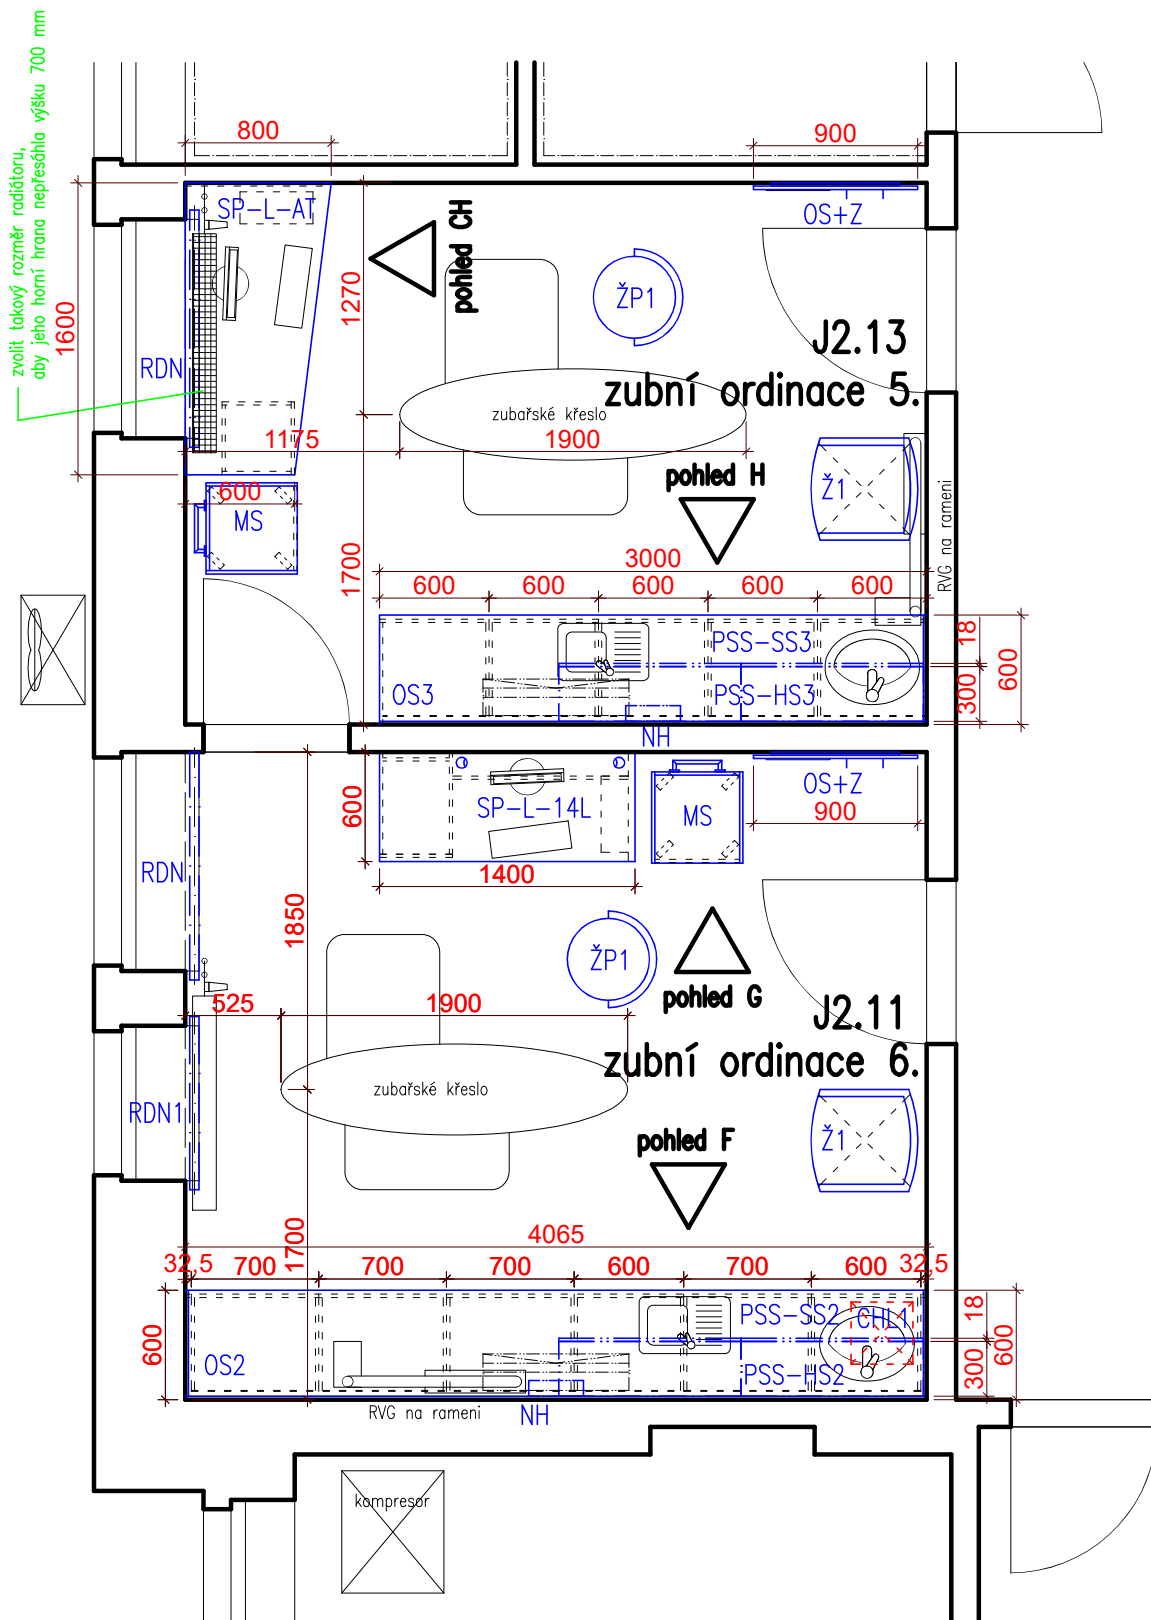 zvolit takový rozměr radiátoru,
aby jeho horní hrana nepřesáhla výšku 700 mm
800
900
SP-L-AT
OS+Z
pohled CH
1270
ŽP1
1600
RDN
J2.13
zubní ordinace 5.
zubařské křeslo
1175
1900
pohled H
600
MS
Ž1
RVG na rameni
1700
3000
600
600
600
600
600
PSS-SS3
18
600
OS3
PSS-HS3
300
NH
OS+Z
600
SP-L-14L
MS
900
RDN
1400
1850
ŽP1
pohled G
525
1900
J2.11
zubní ordinace 6.
zubařské křeslo
RDN1
Ž1
pohled F
1700
4065
32,5
700
700
700
600
700
600
32,5
PSS-SS2
CHL1
18
600
600
OS2
PSS-HS2
300
RVG na rameni
NH
kompresor